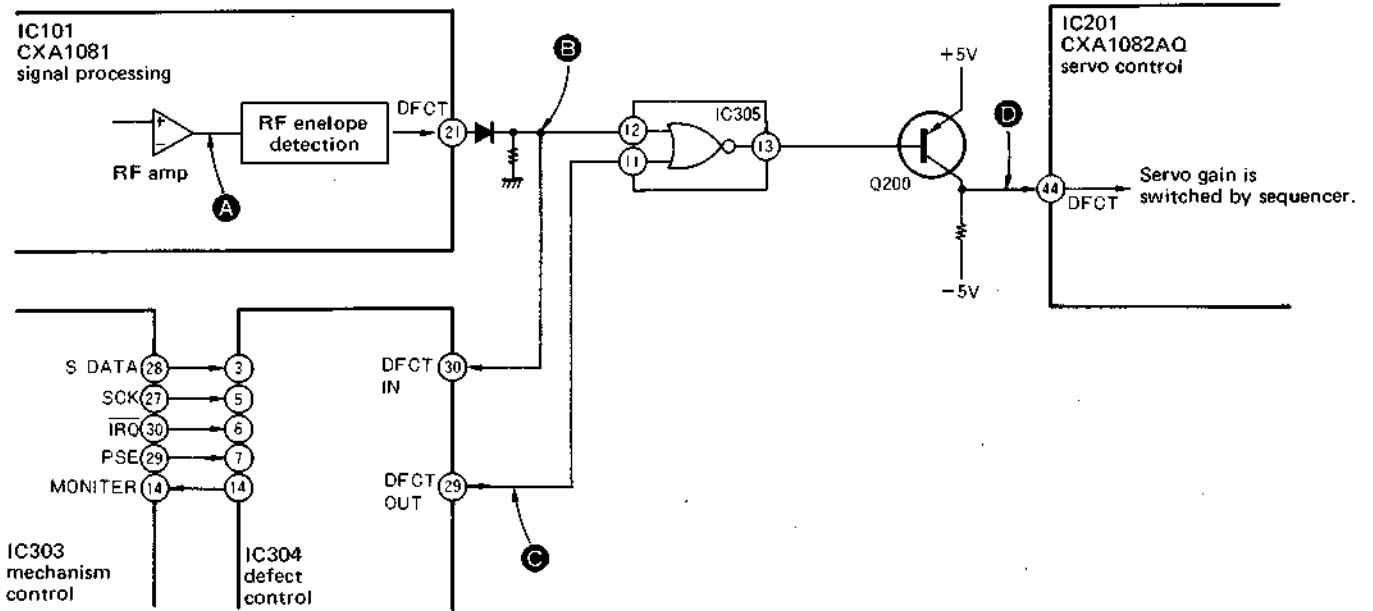 IC101
CXA1081
signal processing
RF amp
A
RF enelope
detection
DFCT
21
B
12
11
IC305
13
+5V
Q200
-5V
D
IC201
CXA1082AQ
servo control
44
DFCT
Servo gain is
switched by sequencer.
S DATA 28 3
SCK 27 5
IRQ 30 6
PSE 29 7
MONITER 14 14
DFCT 30
IN
DFCT 29
OUT
C
IC303
mechanism
control
IC304
defect
control